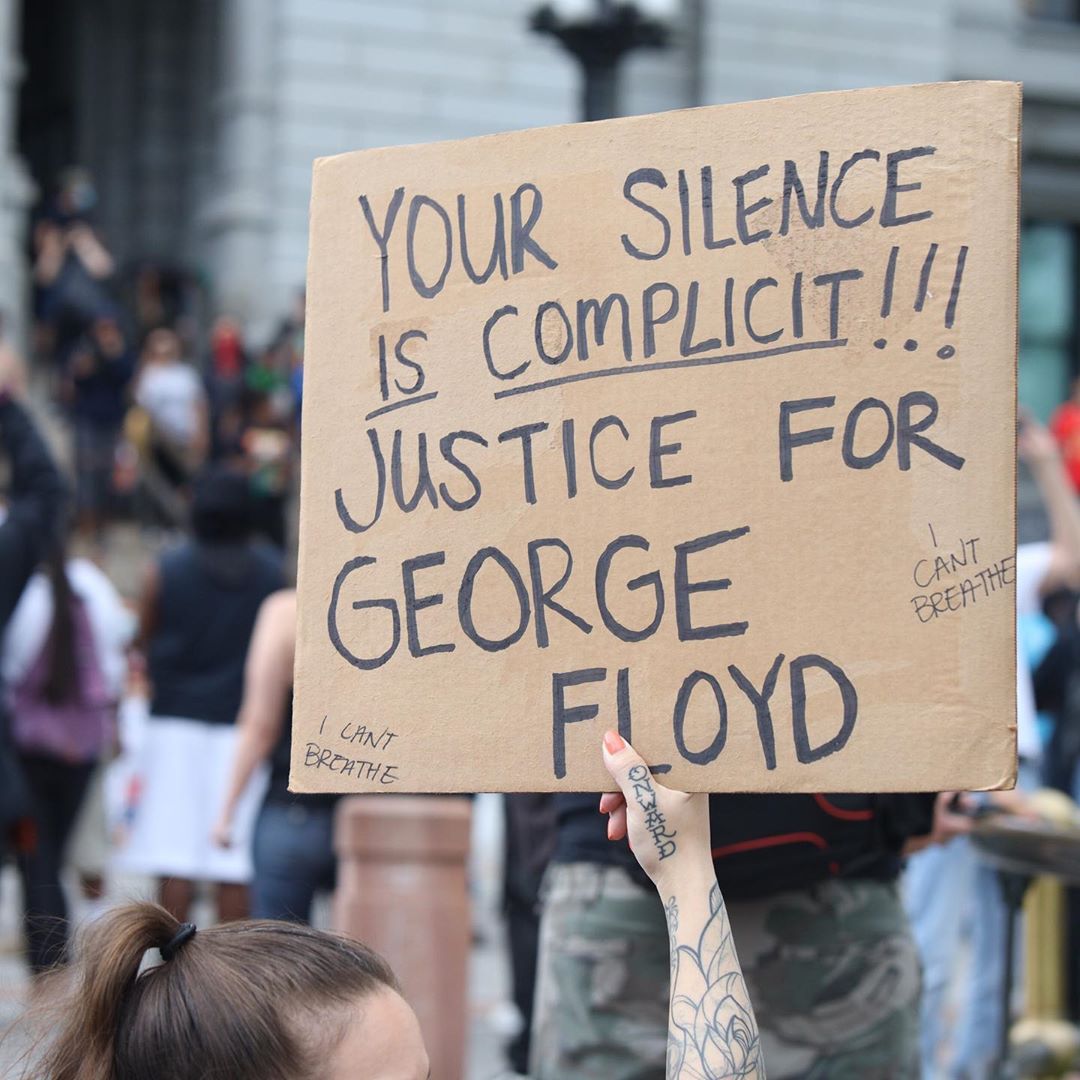 YOUR SILENCE
IS COMPLICIT!!!
JUSTICE FOR
GEORGE
FLOYD
I
CANT
BREATHE
I CANT
BREATHE
ONWARD